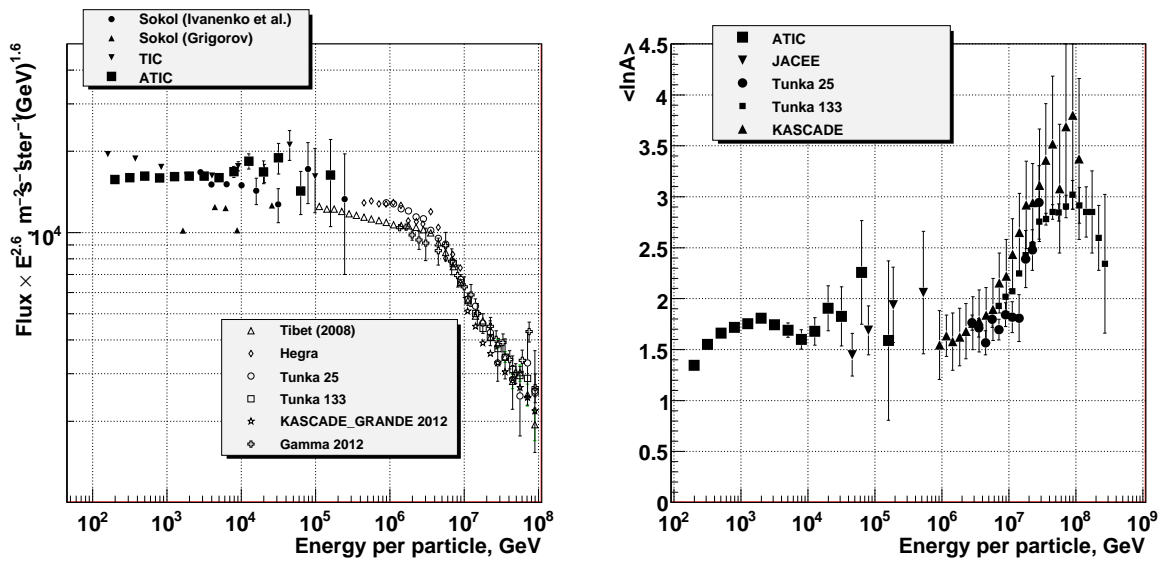 Sokol (Ivanenko et al.)
Sokol (Grigorov)
TIC
ATIC
Flux × E^2.6 m^−2 s^−1 ster^−1 (GeV)^1.6
10^4
Tibet (2008)
Hegra
Tunka 25
Tunka 133
KASCADE_GRANDE 2012
Gamma 2012
10^2 10^3 10^4 10^5 10^6 10^7 10^8
Energy per particle, GeV
<lnA>
ATIC
JACEE
Tunka 25
Tunka 133
KASCADE
4.5
4
3.5
3
2.5
2
1.5
1
0.5
0
10^2 10^3 10^4 10^5 10^6 10^7 10^8 10^9
Energy per particle, GeV